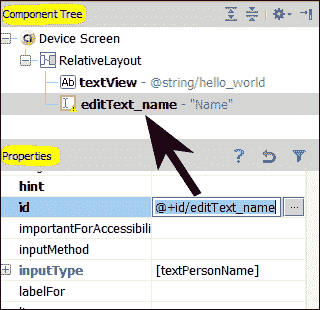 Component Tree
Device Screen
RelativeLayout
Ab textView - @string/hello_world
editText_name - "Name"
Properties
hint
id @+id/editText_name ...
importantForAccessibili
inputMethod
inputType [textPersonName]
labelFor